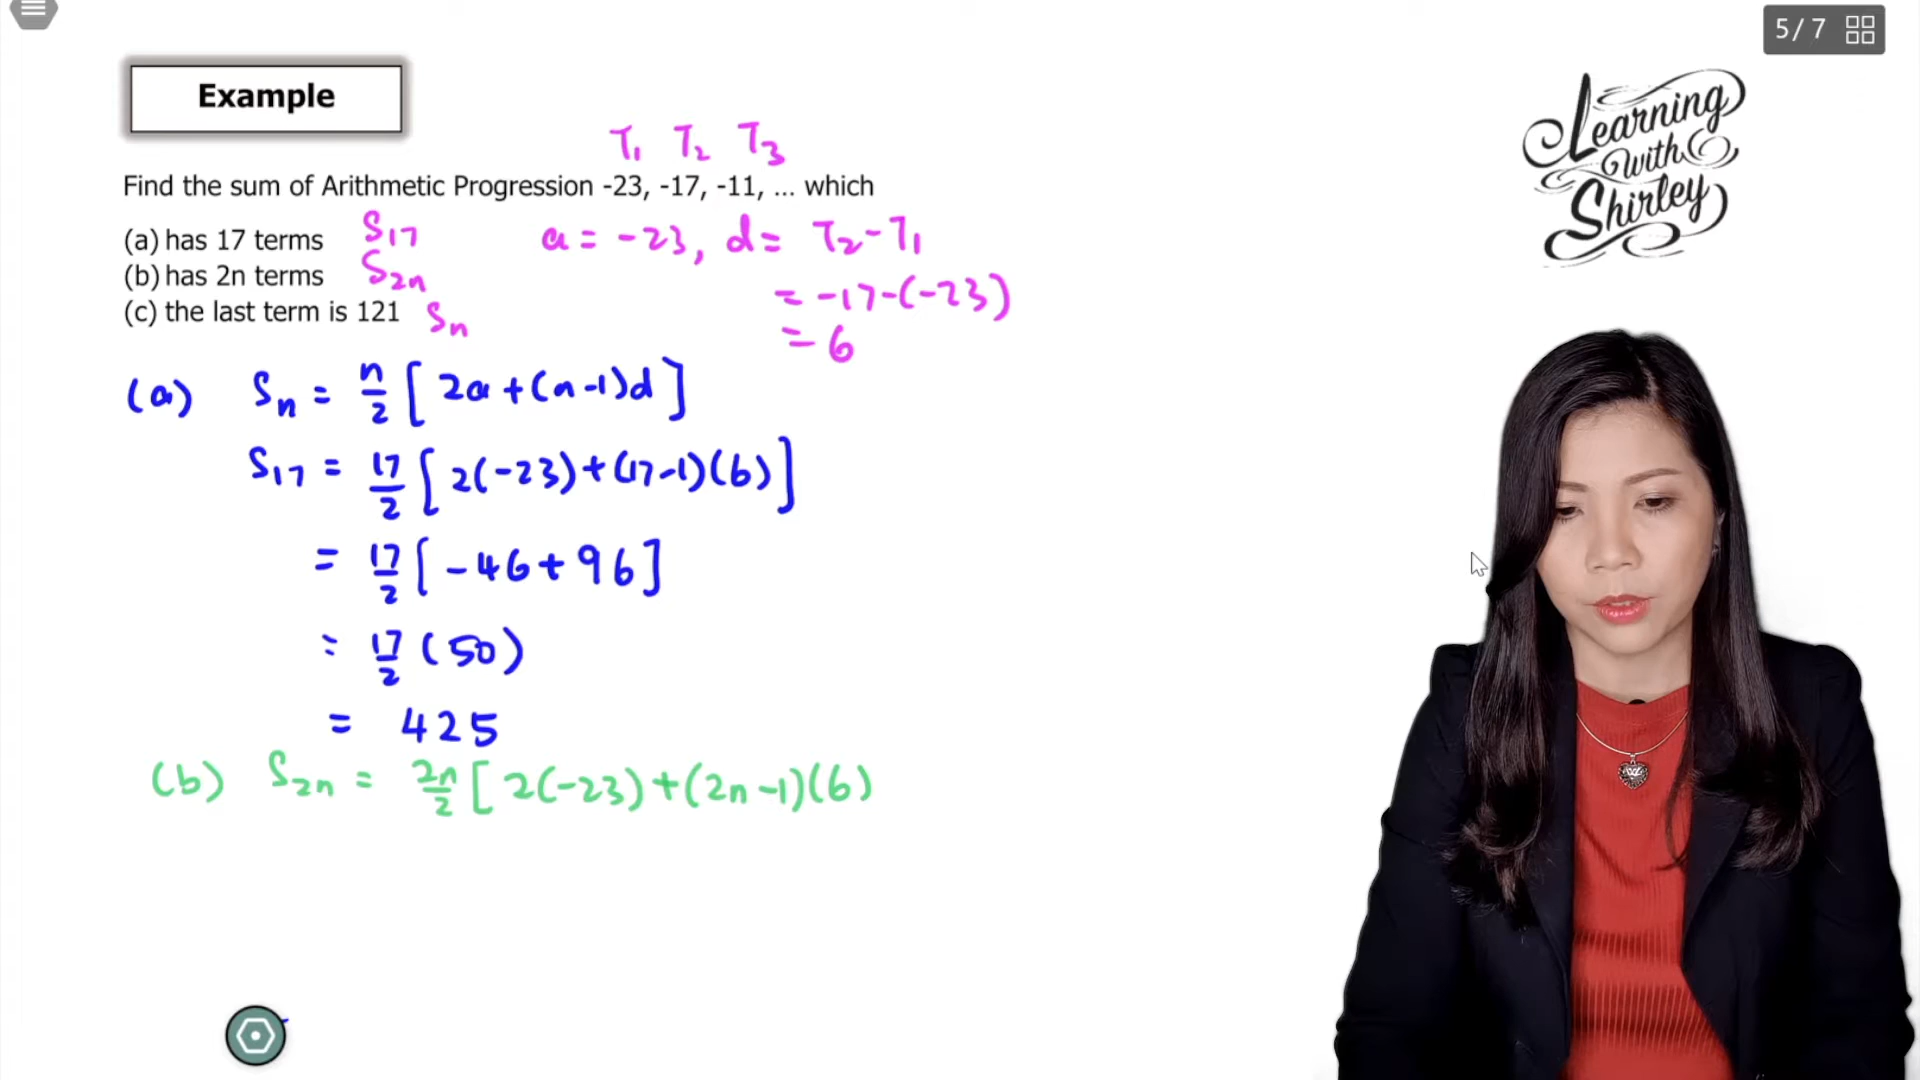 5/ 7
Example
Learning
with
Shirley
T₁ T₂ T₃
Find the sum of Arithmetic Progression -23, -17, -11, ... which
(a) has 17 terms S₁₇
a = -23, d = T₂-T₁
(b) has 2n terms S₂ₙ
= -17-(-23)
(c) the last term is 121 Sₙ
= 6
(a) Sₙ = n/2 [ 2a + (n-1)d ]
S₁₇ = 17/2 [ 2(-23)+(17-1)(6) ]
= 17/2 [ -46+96 ]
= 17/2 (50)
= 425
(b) S₂ₙ = 2n/2 [ 2(-23)+(2n-1)(6)